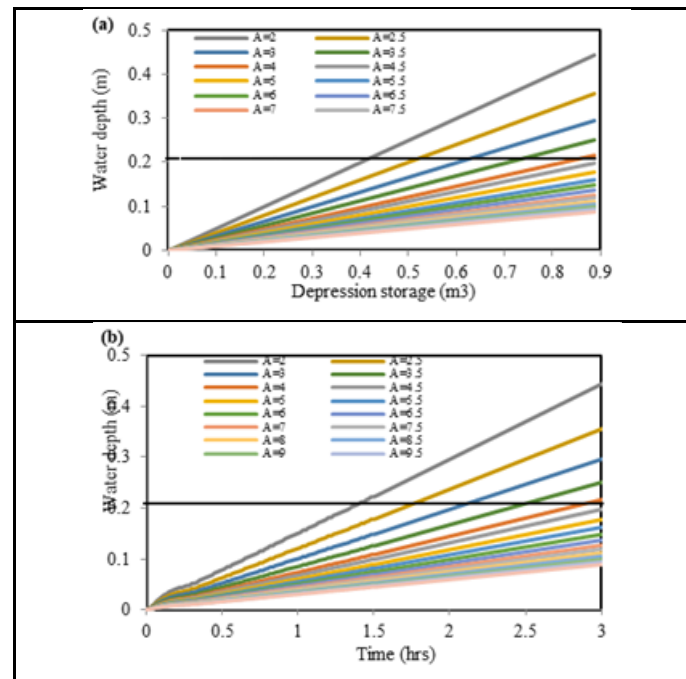 (a)
0.5
A=2 A=2.5
A=3 A=3.5
0.4
A=4 A=4.5
A=5 A=5.5
A=6 A=6.5
0.3
A=7 A=7.5
Water depth (m)
0.2
0.1
0
0 0.1 0.2 0.3 0.4 0.5 0.6 0.7 0.8 0.9
Depression storage (m3)
(b)
0.5
A=2 A=2.5
A=3 A=3.5
A=4 A=4.5
0.4
A=5 A=5.5
A=6 A=6.5
A=7 A=7.5
A=8 A=8.5
0.3
A=9 A=9.5
Water depth (m)
0.2
0.1
0
0 0.5 1 1.5 2 2.5 3
Time (hrs)